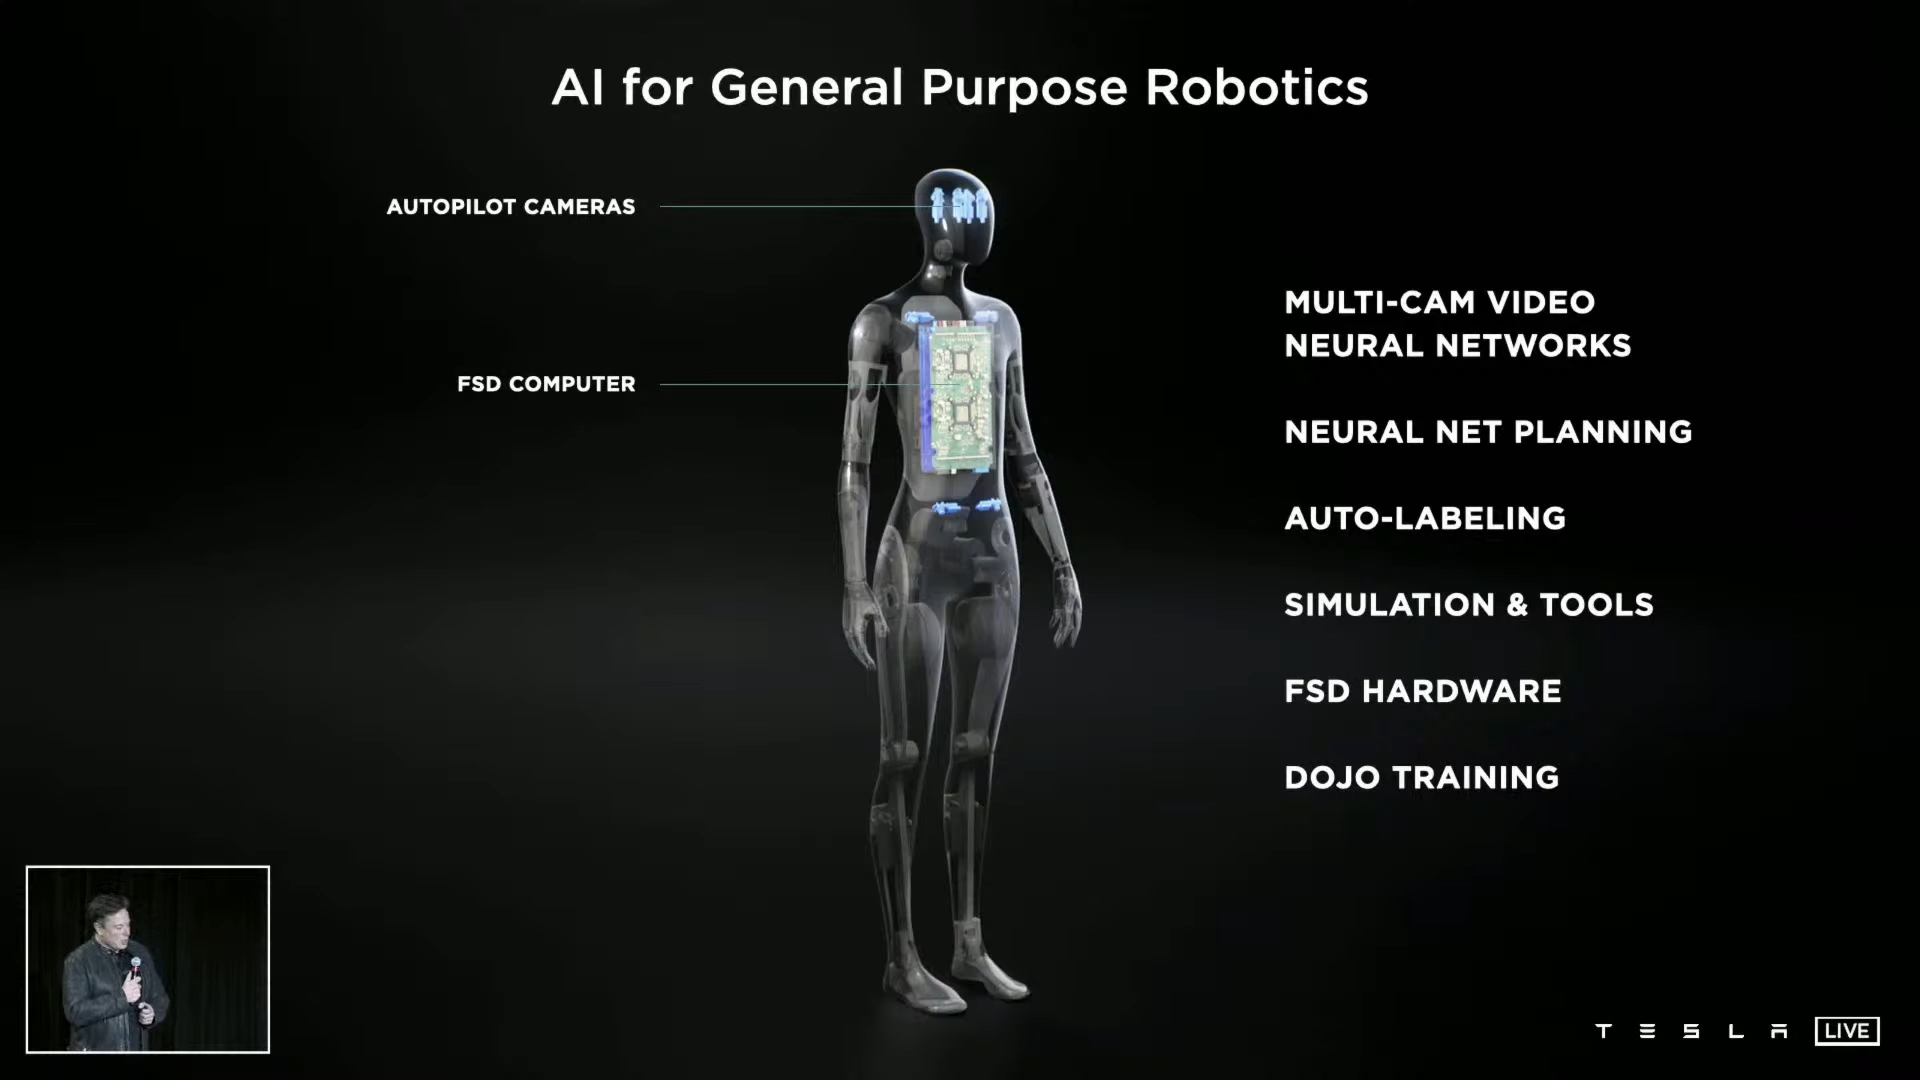 AI for General Purpose Robotics
AUTOPILOT CAMERAS
FSD COMPUTER
MULTI-CAM VIDEO
NEURAL NETWORKS
NEURAL NET PLANNING
AUTO-LABELING
SIMULATION & TOOLS
FSD HARDWARE
DOJO TRAINING
TESLA LIVE